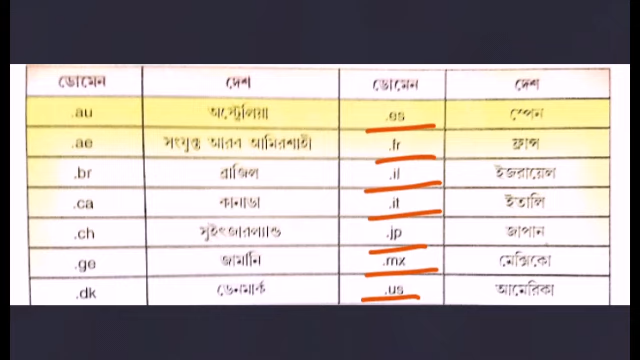 ডোমেন দেশ ডোমেন দেশ
.au অস্ট্রেলিয়া .es স্পেন
.ae সংযুক্ত আরব আমিরশাহী .fr ফ্রান্স
.br ব্রাজিল .il ইজরায়েল
.ca কানাডা .it ইতালি
.ch সুইৎজারল্যান্ড .jp জাপান
.ge জার্মানি .mx মেক্সিকো
.dk ডেনমার্ক .us আমেরিকা